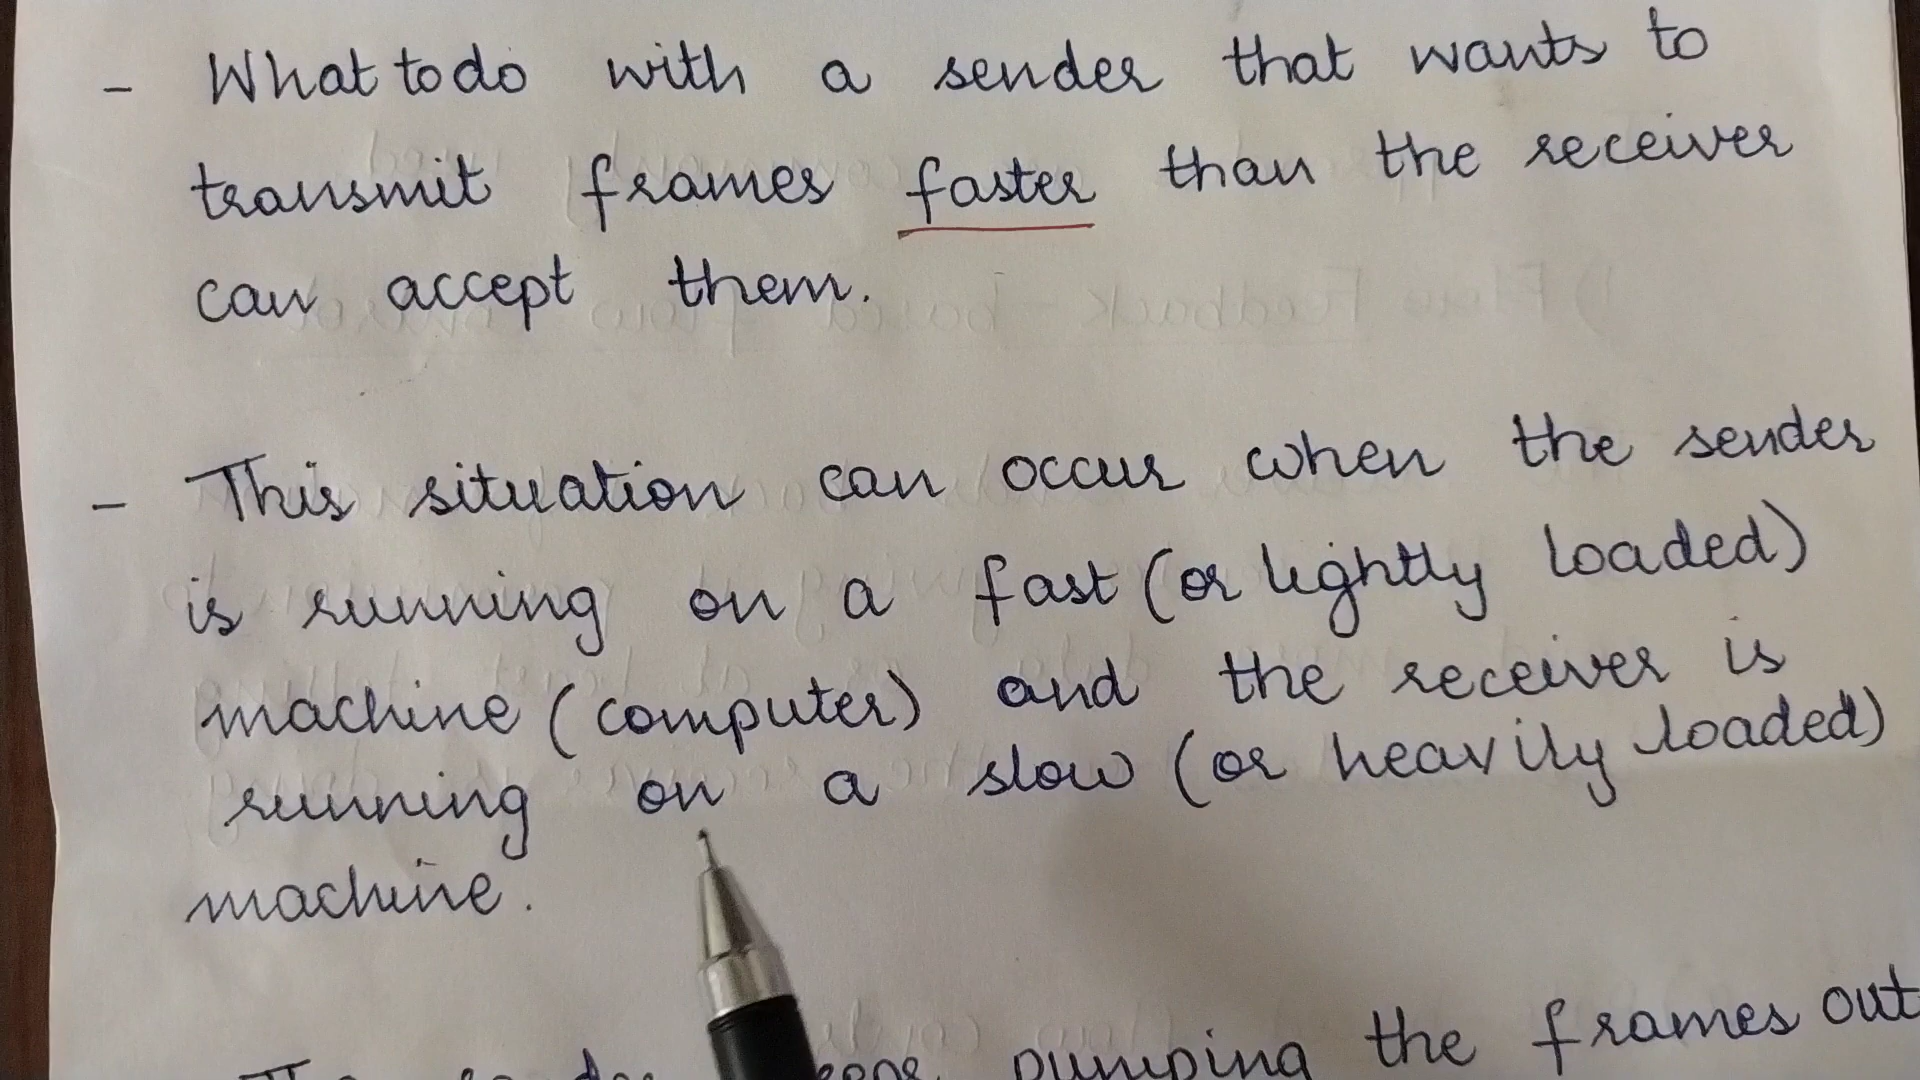 - What to do with a sender that wants to
transmit frames faster than the receiver
can accept them.
- This situation can occur when the sender
is running on a fast (or lightly loaded)
machine (computer) and the receiver is
running on a slow (or heavily loaded)
machine.
pumping the frames out